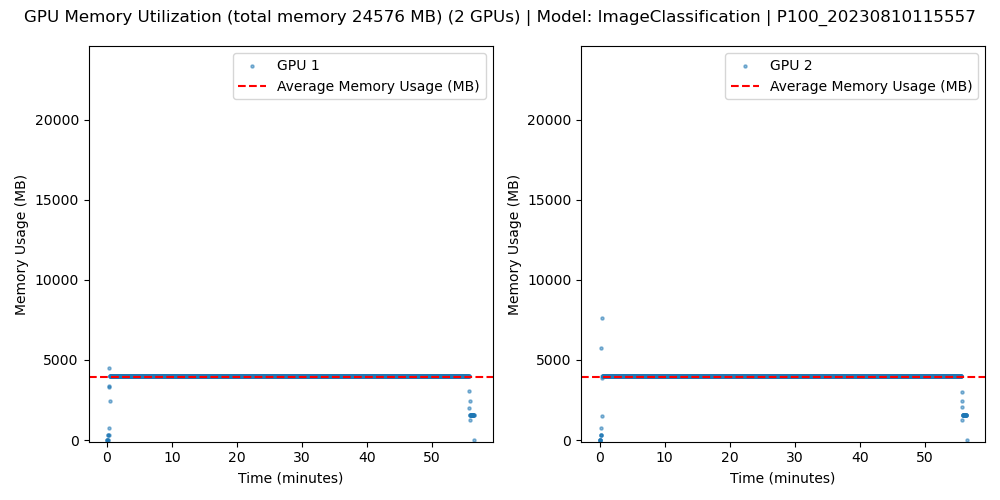 GPU Memory Utilization (total memory 24576 MB) (2 GPUs) | Model: ImageClassification | P100_20230810115557
GPU 1
Average Memory Usage (MB)
Memory Usage (MB)
20000
15000
10000
5000
0
0 10 20 30 40 50
Time (minutes)
GPU 2
Average Memory Usage (MB)
Memory Usage (MB)
20000
15000
10000
5000
0
0 10 20 30 40 50
Time (minutes)